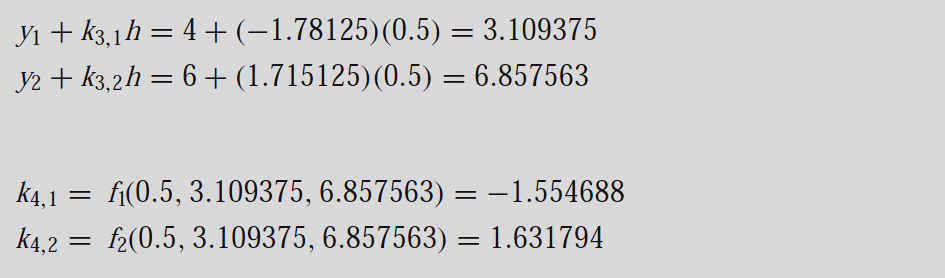 y₁ + k₃,₁h = 4 + (−1.78125)(0.5) = 3.109375
y₂ + k₃,₂h = 6 + (1.715125)(0.5) = 6.857563
k₄,₁ = f₁(0.5, 3.109375, 6.857563) = −1.554688
k₄,₂ = f₂(0.5, 3.109375, 6.857563) = 1.631794